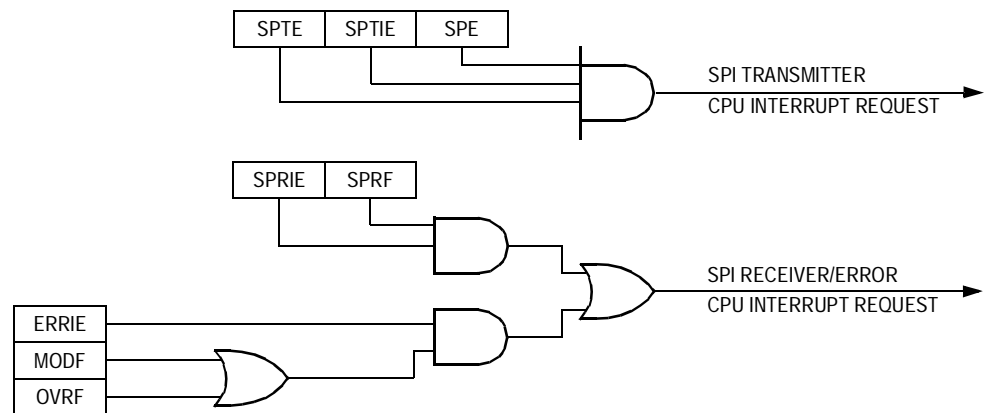 SPTE SPTIE SPE
SPI TRANSMITTER
CPU INTERRUPT REQUEST
SPRIE SPRF
SPI RECEIVER/ERROR
CPU INTERRUPT REQUEST
ERRIE
MODF
OVRF